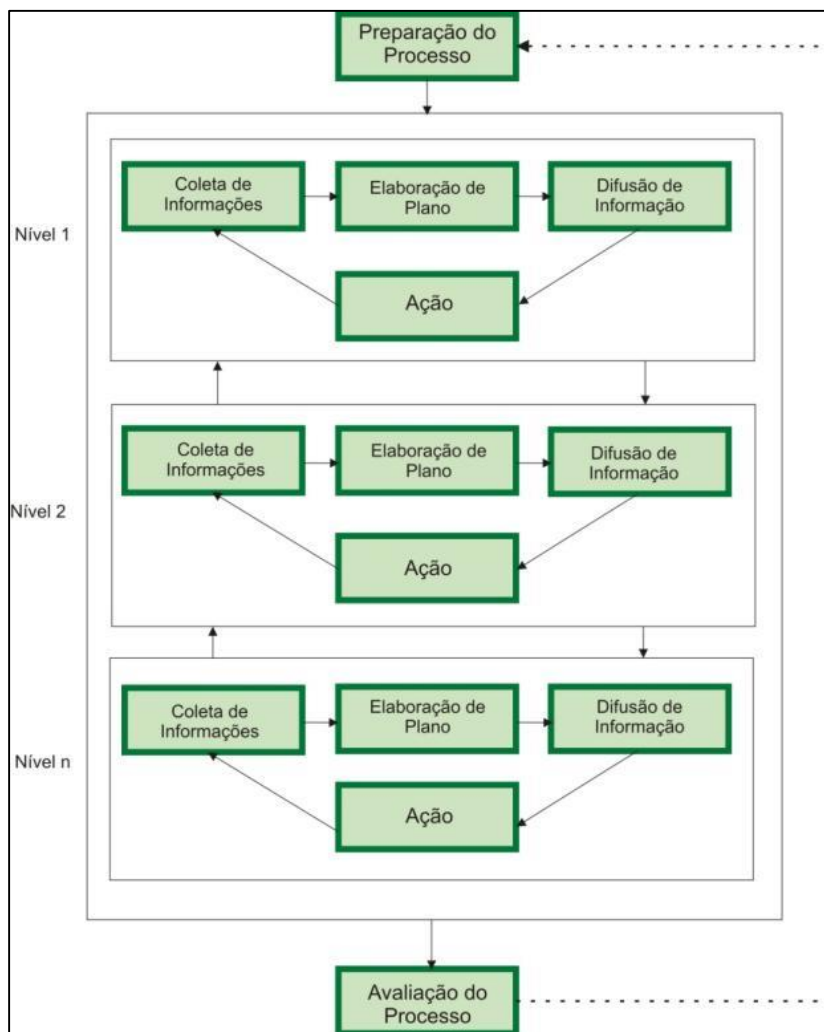 Preparação do
Processo
Nível 1
Coleta de
Informações
Elaboração de
Plano
Difusão de
Informação
Ação
Nível 2
Coleta de
Informações
Elaboração de
Plano
Difusão de
Informação
Ação
Nível n
Coleta de
Informações
Elaboração de
Plano
Difusão de
Informação
Ação
Avaliação do
Processo